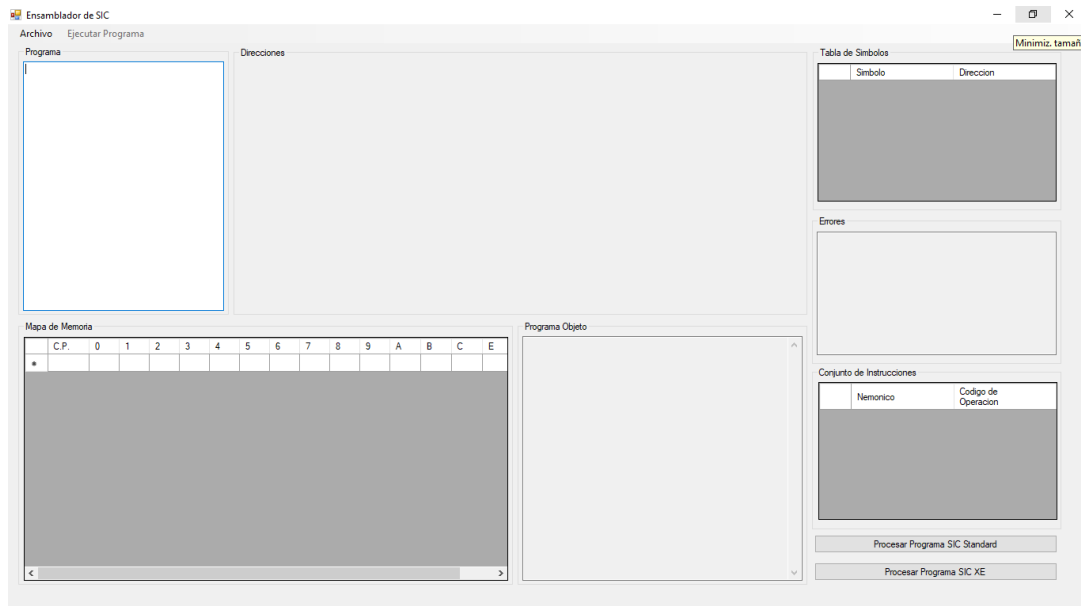 Ensamblador de SIC
Archivo Ejecutar Programa
Minimiz. tamañ
Programa
Direcciones
Tabla de Simbolos
Simbolo Direccion
Errores
Mapa de Memoria
C.P. 0 1 2 3 4 5 6 7 8 9 A B C E
Programa Objeto
Conjunto de Instrucciones
Nemonico Codigo de
Operacion
Procesar Programa SIC Standard
Procesar Programa SIC XE